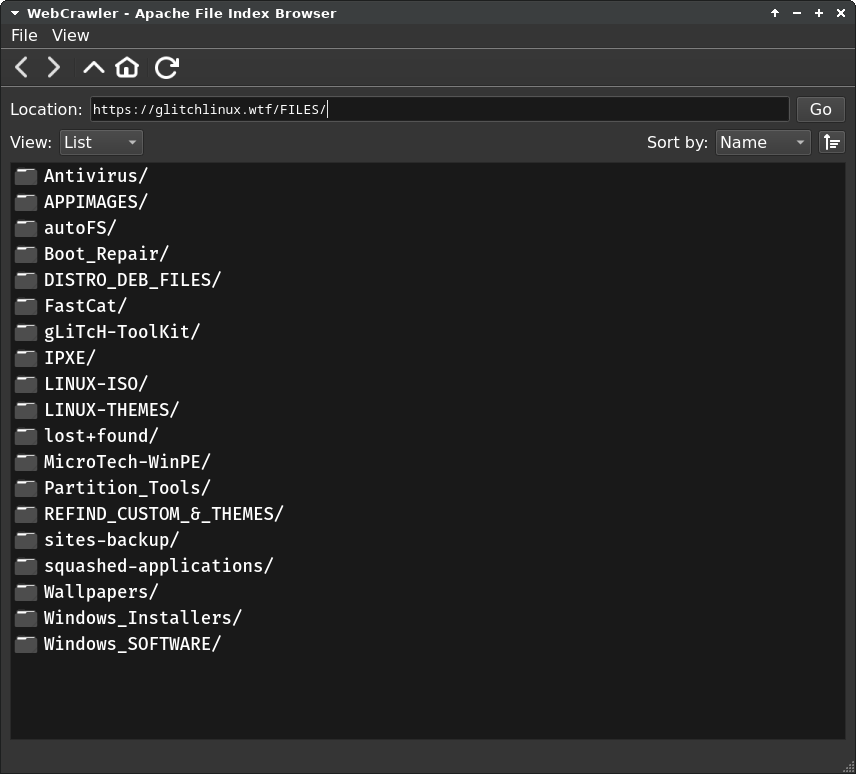 WebCrawler - Apache File Index Browser
File View
Location: https://glitchlinux.wtf/FILES/ Go
View: List Sort by: Name
Antivirus/
APPIMAGES/
autoFS/
Boot_Repair/
DISTRO_DEB_FILES/
FastCat/
gLiTcH-ToolKit/
IPXE/
LINUX-ISO/
LINUX-THEMES/
lost+found/
MicroTech-WinPE/
Partition_Tools/
REFIND_CUSTOM_&_THEMES/
sites-backup/
squashed-applications/
Wallpapers/
Windows_Installers/
Windows_SOFTWARE/